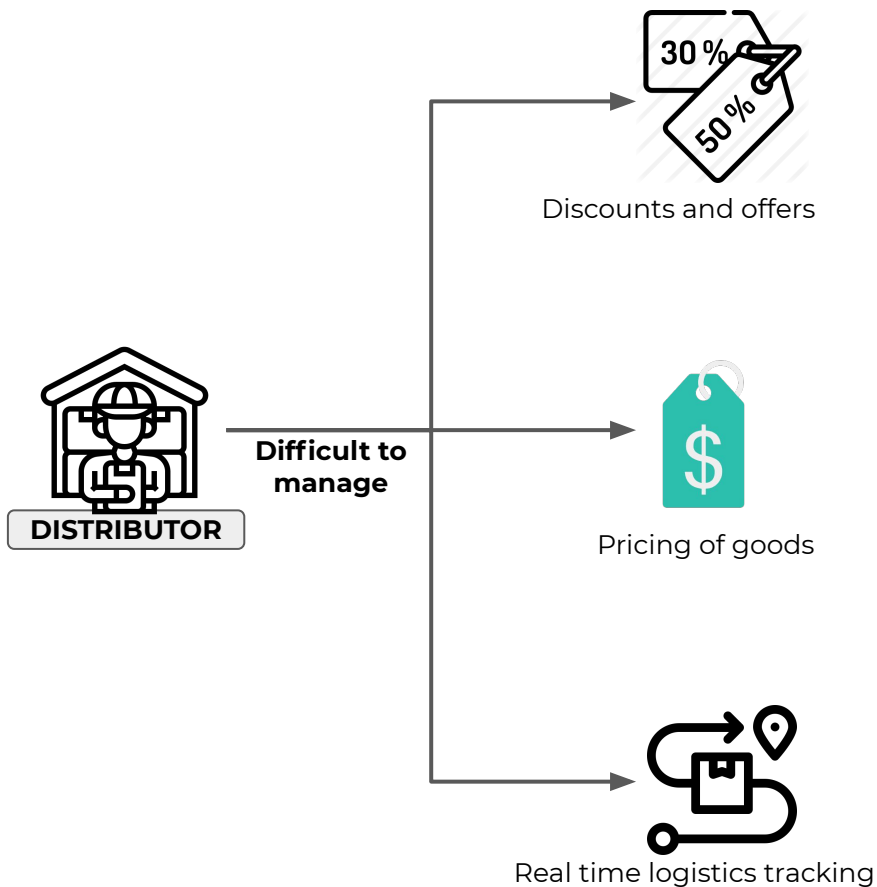 30 %
50 %
Discounts and offers
Difficult to
manage
DISTRIBUTOR
$
Pricing of goods
Real time logistics tracking